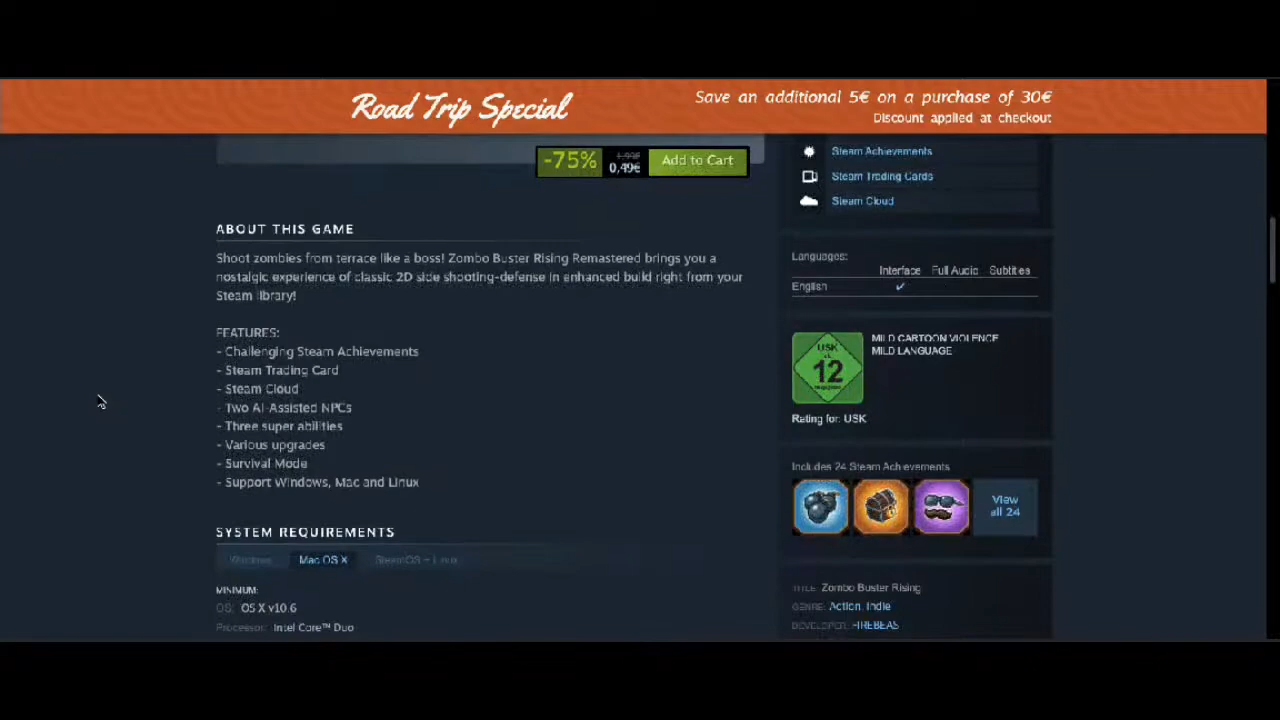 Road Trip Special
Save an additional 5€ on a purchase of 30€
Discount applied at checkout
-75%
1,99€
0,49€
Add to Cart
Steam Achievements
Steam Trading Cards
Steam Cloud
ABOUT THIS GAME
Shoot zombies from terrace like a boss! Zombo Buster Rising Remastered brings you a
nostalgic experience of classic 2D side shooting-defense in enhanced build right from your
Steam library!
FEATURES:
- Challenging Steam Achievements
- Steam Trading Card
- Steam Cloud
- Two AI-Assisted NPCs
- Three super abilities
- Various upgrades
- Survival Mode
- Support Windows, Mac and Linux
SYSTEM REQUIREMENTS
Windows
Mac OS X
SteamOS + Linux
MINIMUM:
OS: OS X v10.6
Processor: Intel Core™ Duo
Languages:
Interface Full Audio Subtitles
English ✔
USK
12
MILD CARTOON VIOLENCE
MILD LANGUAGE
Rating for: USK
Includes 24 Steam Achievements
View
all 24
TITLE: Zombo Buster Rising
GENRE: Action, Indie
DEVELOPER: FIREBEAS